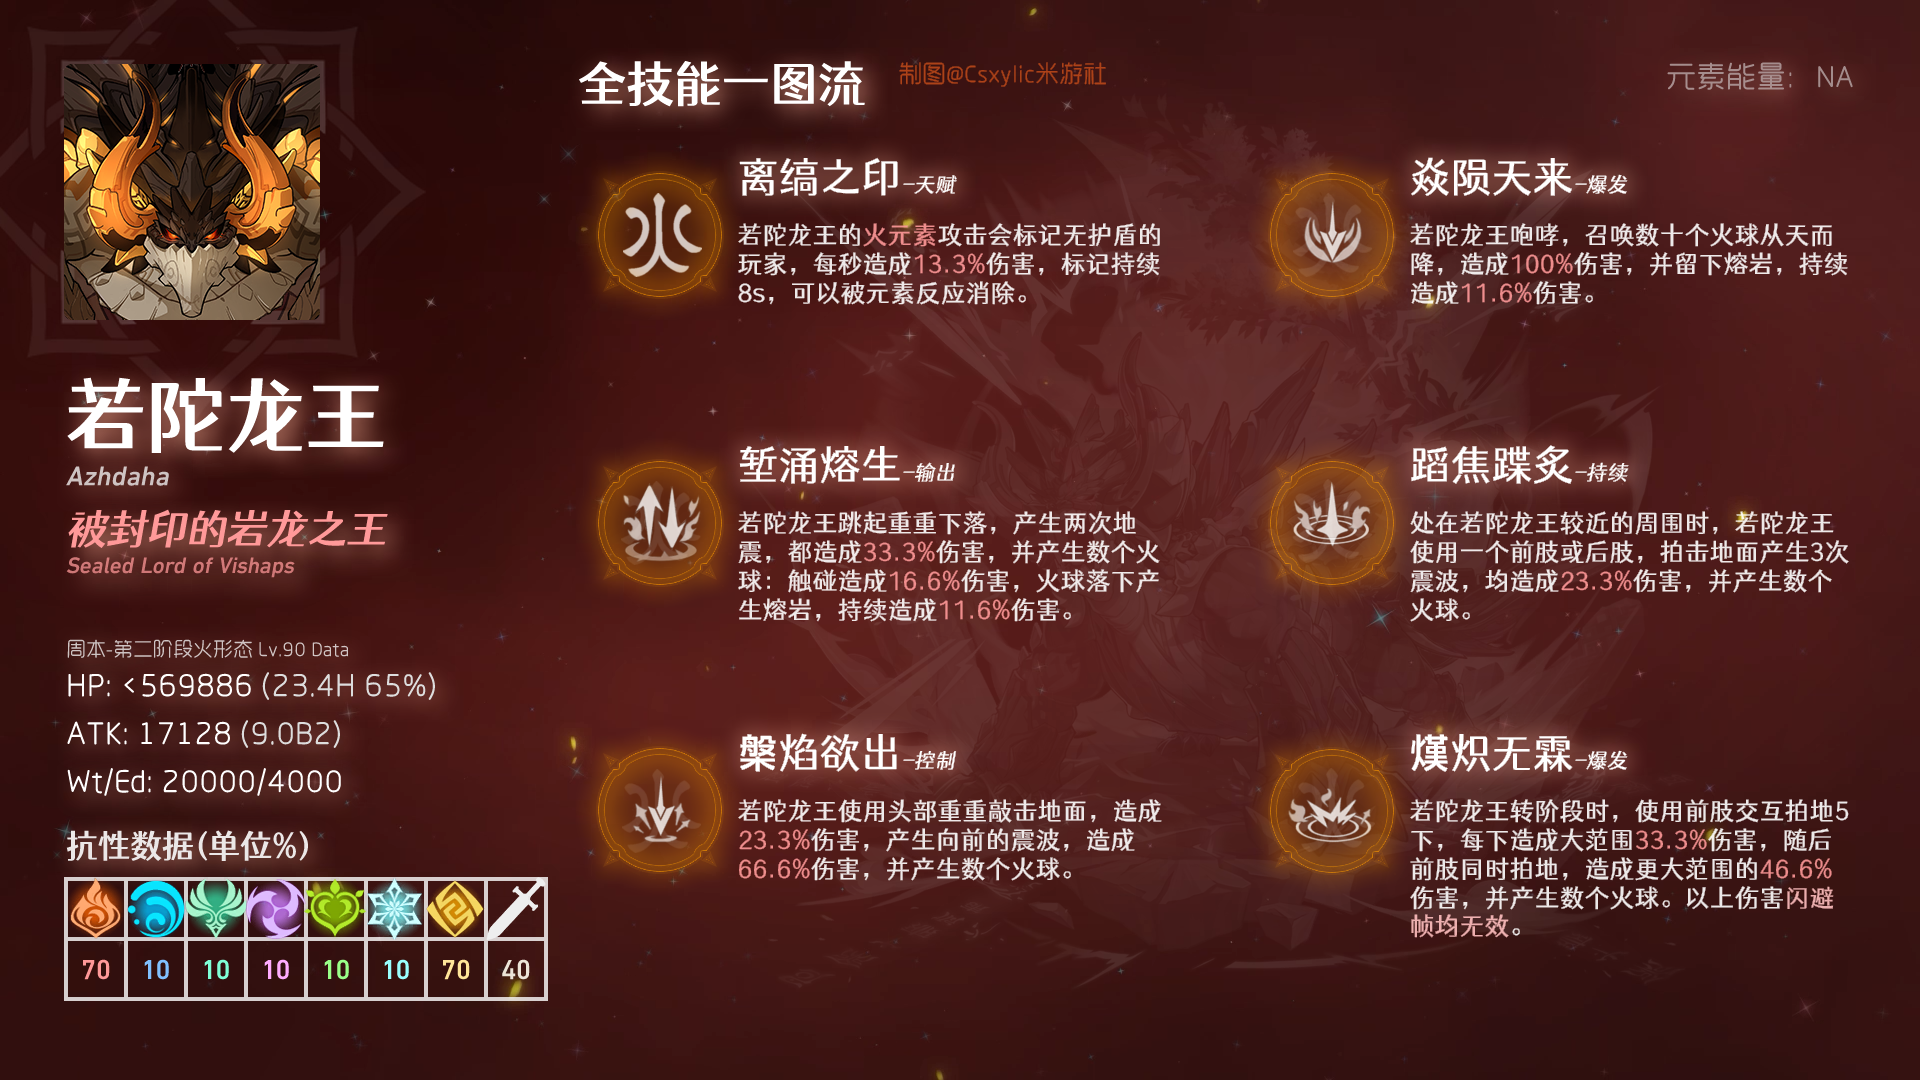 全技能一图流
制图@Csxylic米游社
元素能量: NA
若陀龙王
Azhdaha
被封印的岩龙之王
Sealed Lord of Vishaps
周本-第二阶段火形态 Lv.90 Data
HP: <569886 (23.4H 65%)
ATK: 17128 (9.0B2)
Wt/Ed: 20000/4000
抗性数据(单位%)
70 10 10 10 10 10 70 40
火
离缟之印-天赋
若陀龙王的火元素攻击会标记无护盾的
玩家，每秒造成13.3%伤害，标记持续
8s，可以被元素反应消除。
焱陨天来-爆发
若陀龙王咆哮，召唤数十个火球从天而
降，造成100%伤害，并留下熔岩，持续
造成11.6%伤害。
堑涌熔生-输出
若陀龙王跳起重重下落，产生两次地
震，都造成33.3%伤害，并产生数个火
球：触碰造成16.6%伤害，火球落下产
生熔岩，持续造成11.6%伤害。
蹈焦蹀炙-持续
处在若陀龙王较近的周围时，若陀龙王
使用一个前肢或后肢，拍击地面产生3次
震波，均造成23.3%伤害，并产生数个
火球。
槃焰欲出-控制
若陀龙王使用头部重重敲击地面，造成
23.3%伤害，产生向前的震波，造成
66.6%伤害，并产生数个火球。
熯炽无霖-爆发
若陀龙王转阶段时，使用前肢交互拍地5
下，每下造成大范围33.3%伤害，随后
前肢同时拍地，造成更大范围的46.6%
伤害，并产生数个火球。以上伤害闪避
帧均无效。